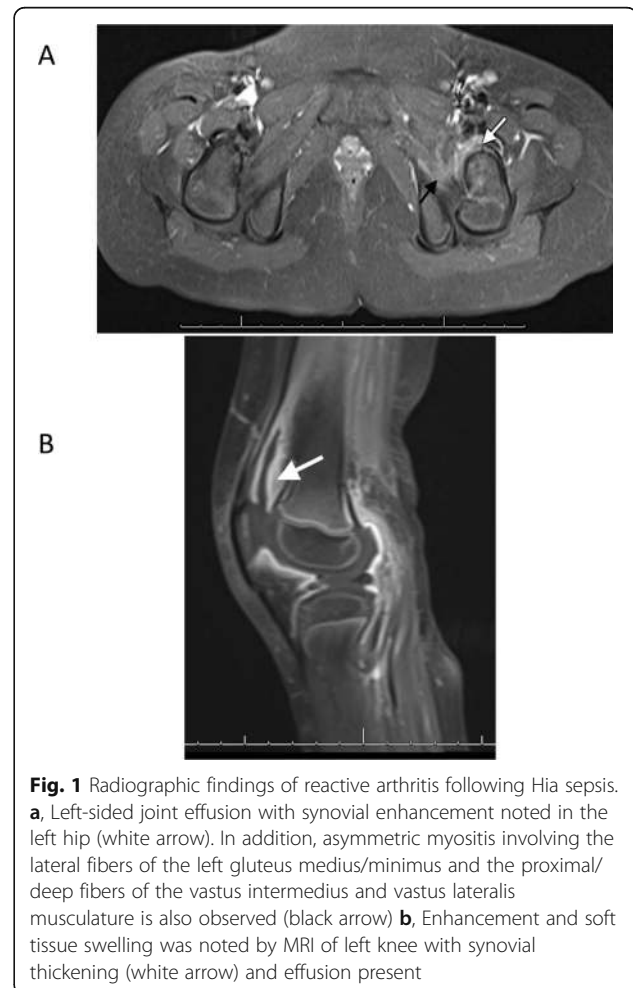 A
B
Fig. 1 Radiographic findings of reactive arthritis following Hia sepsis.
a, Left-sided joint effusion with synovial enhancement noted in the
left hip (white arrow). In addition, asymmetric myositis involving the
lateral fibers of the left gluteus medius/minimus and the proximal/
deep fibers of the vastus intermedius and vastus lateralis
musculature is also observed (black arrow) b, Enhancement and soft
tissue swelling was noted by MRI of left knee with synovial
thickening (white arrow) and effusion present